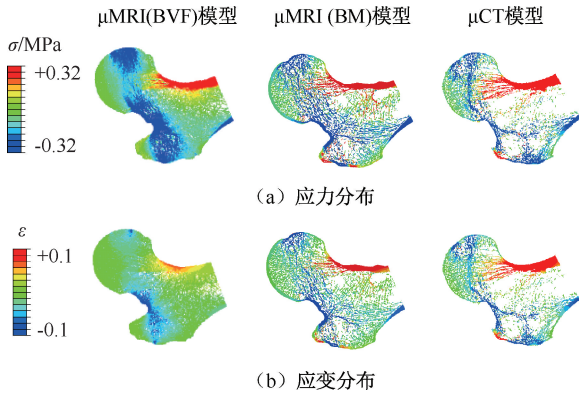 μMRI(BVF)模型 μMRI (BM)模型 μCT模型
σ/MPa
+0.32
-0.32
（a）应力分布
ε
+0.1
-0.1
（b）应变分布